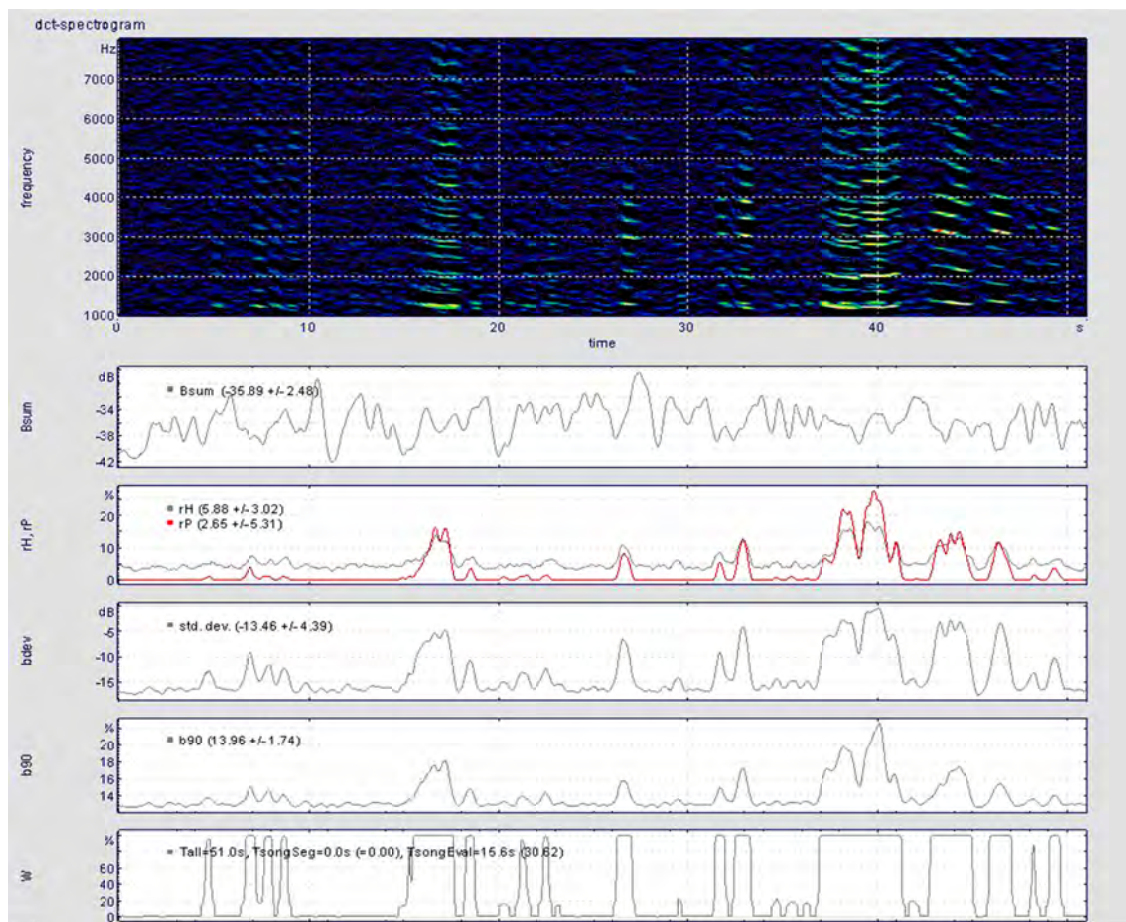 dct-spectrogram
Hz
7000
6000
5000
4000
3000
2000
1000
frequency
0 10 20 30 40 s
time
dB
-34
-38
-42
Bsum
Bsum (-35.89 +/-2.48)
%
20
10
0
rH, rP
rH (5.88 +/-3.02)
rP (2.65 +/-5.31)
dB
-5
-10
-15
bdev
std. dev. (-13.46 +/-4.39)
%
20
18
16
14
b90
b90 (13.96 +/-1.74)
%
60
40
20
0
W
Tall=51.0s, TsongSeg=0.0s (=0.00), TsongEval=15.6s (30.62)